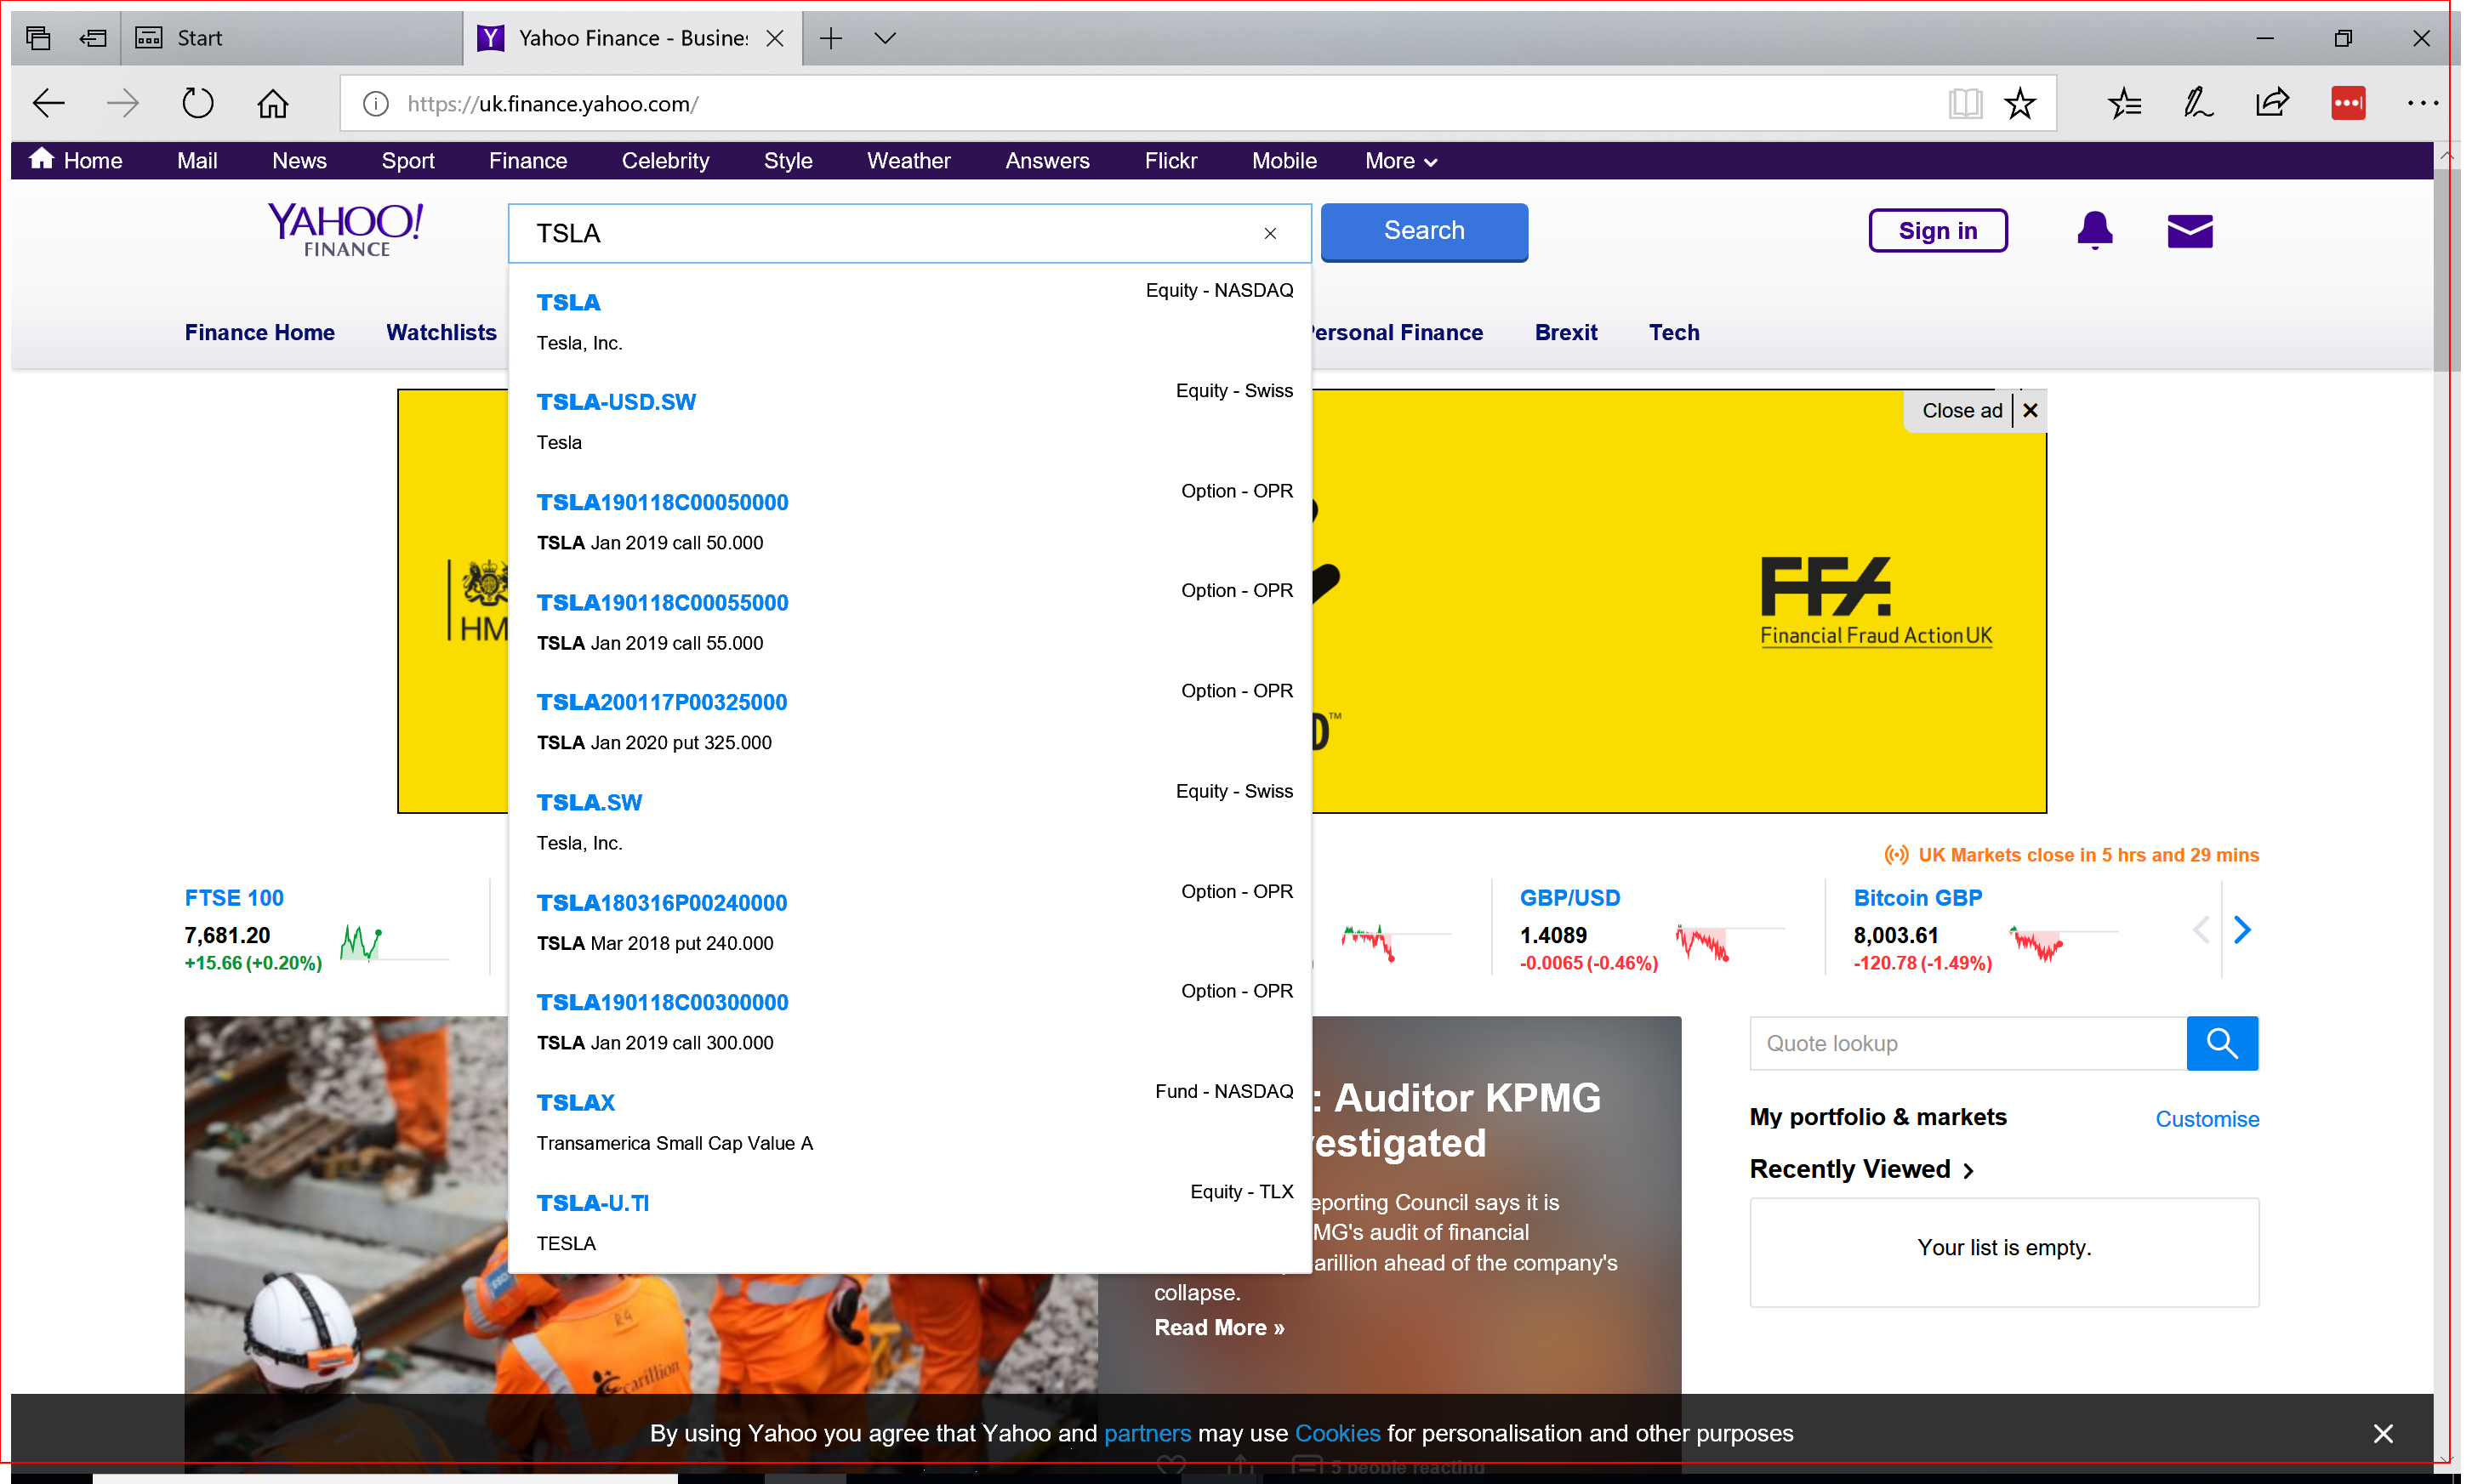 Start
Yahoo Finance - Busine
https://uk.finance.yahoo.com/
Home Mail News Sport Finance Celebrity Style Weather Answers Flickr Mobile More
YAHOO!
FINANCE
TSLA
Search
Sign in
Finance Home Watchlists ersonal Finance Brexit Tech
TSLA Equity - NASDAQ
Tesla, Inc.
TSLA-USD.SW Equity - Swiss
Tesla
TSLA190118C00050000 Option - OPR
TSLA Jan 2019 call 50.000
TSLA190118C00055000 Option - OPR
TSLA Jan 2019 call 55.000
TSLA200117P00325000 Option - OPR
TSLA Jan 2020 put 325.000
TSLA.SW Equity - Swiss
Tesla, Inc.
TSLA180316P00240000 Option - OPR
TSLA Mar 2018 put 240.000
TSLA190118C00300000 Option - OPR
TSLA Jan 2019 call 300.000
TSLAX Fund - NASDAQ
Transamerica Small Cap Value A
TSLA-U.TI Equity - TLX
TESLA
Close ad
HM
D™
FFA.
Financial Fraud Action UK
UK Markets close in 5 hrs and 29 mins
FTSE 100
7,681.20
+15.66 (+0.20%)
GBP/USD
1.4089
-0.0065 (-0.46%)
Bitcoin GBP
8,003.61
-120.78 (-1.49%)
: Auditor KPMG
estigated
eporting Council says it is
MG's audit of financial
arillion ahead of the company's
collapse.
Read More »
Quote lookup
My portfolio & markets Customise
Recently Viewed
Your list is empty.
RG
carillion
By using Yahoo you agree that Yahoo and partners may use Cookies for personalisation and other purposes
5 people reacting